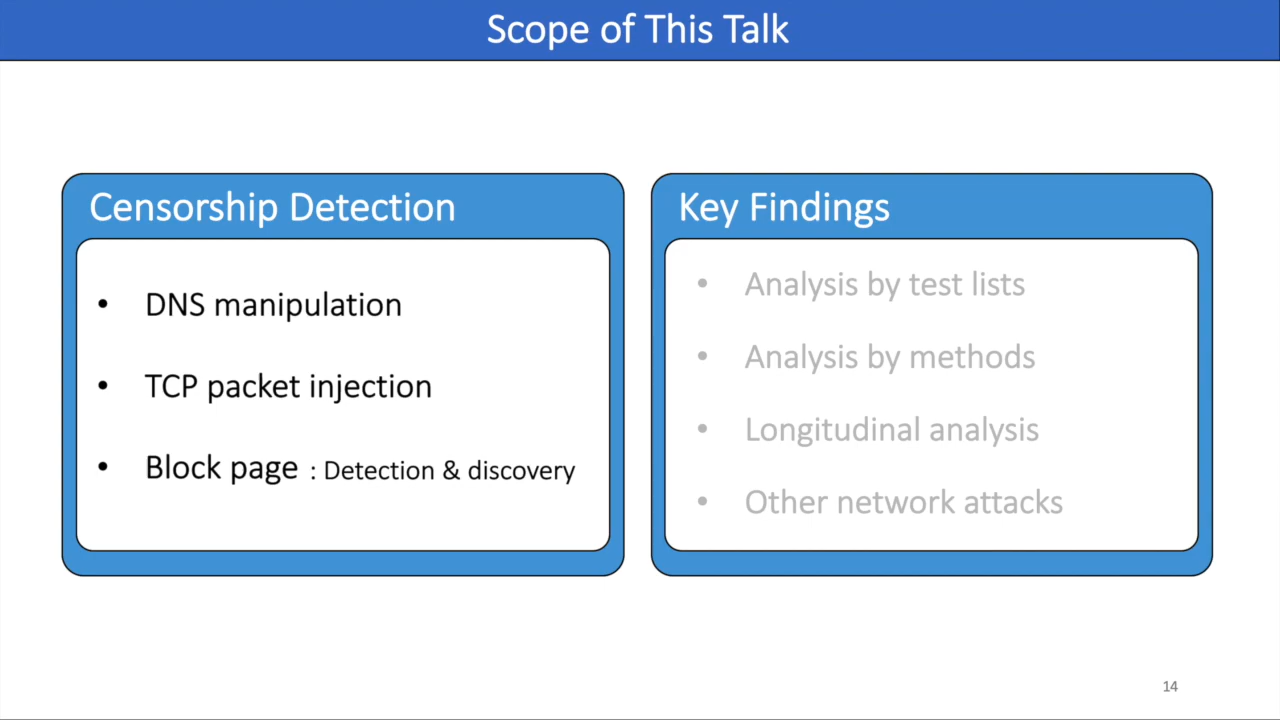 Scope of This Talk
Censorship Detection
• DNS manipulation
• TCP packet injection
• Block page : Detection & discovery
Key Findings
• Analysis by test lists
• Analysis by methods
• Longitudinal analysis
• Other network attacks
14